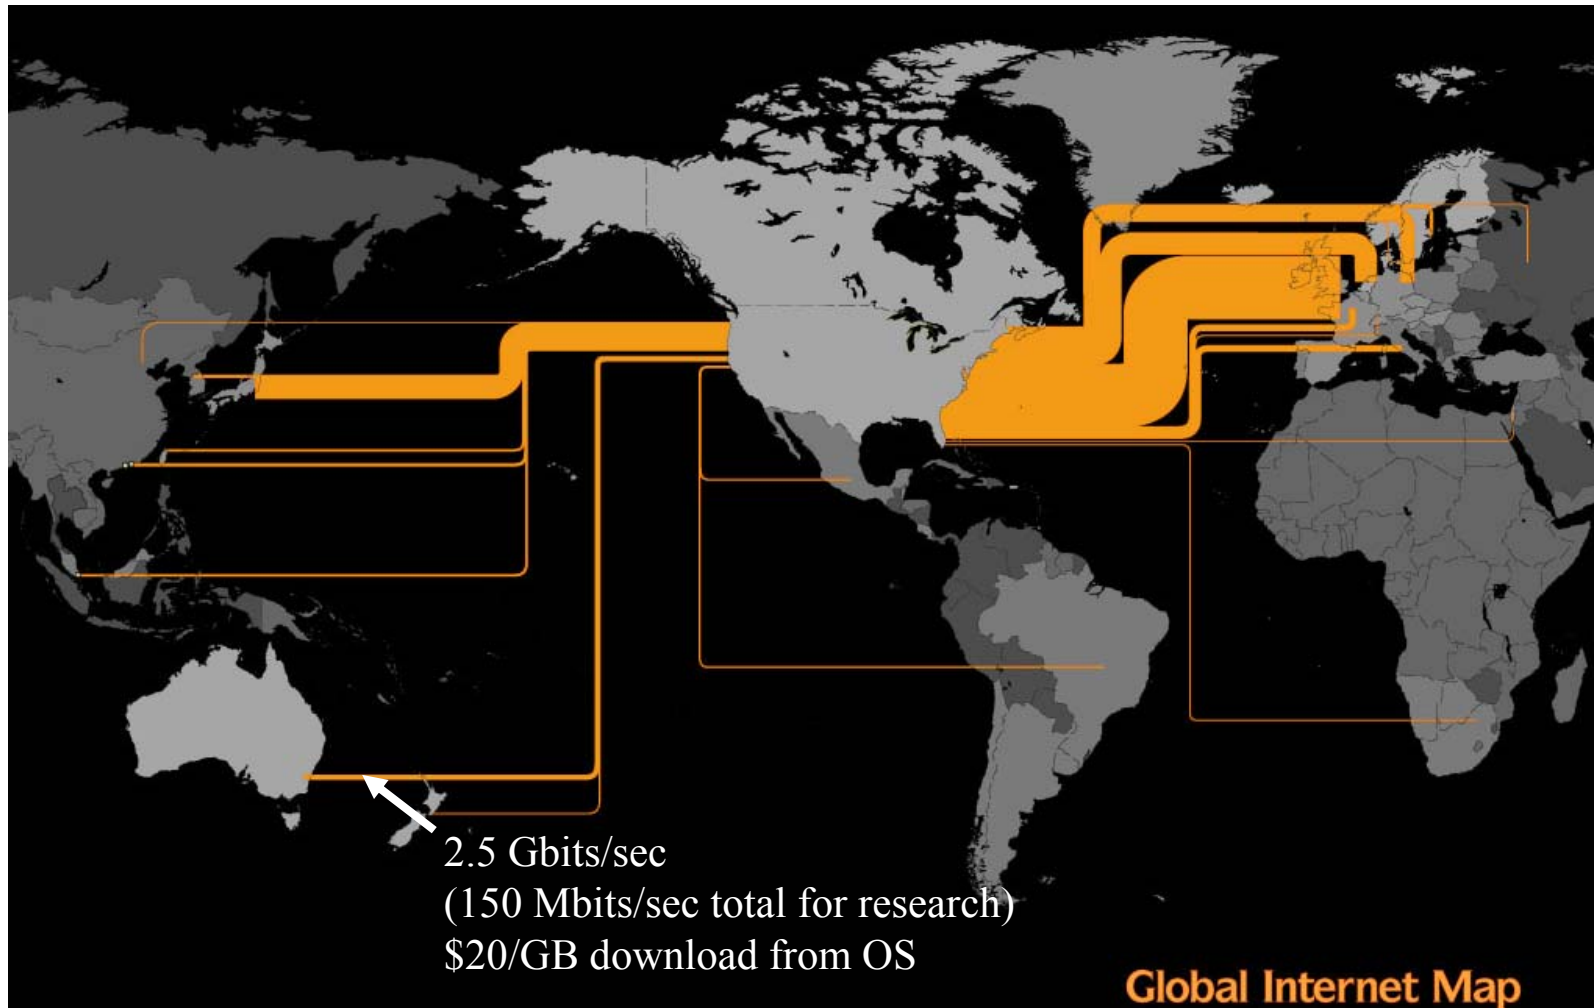 2.5 Gbits/sec
(150 Mbits/sec total for research)
$20/GB download from OS
Global Internet Map